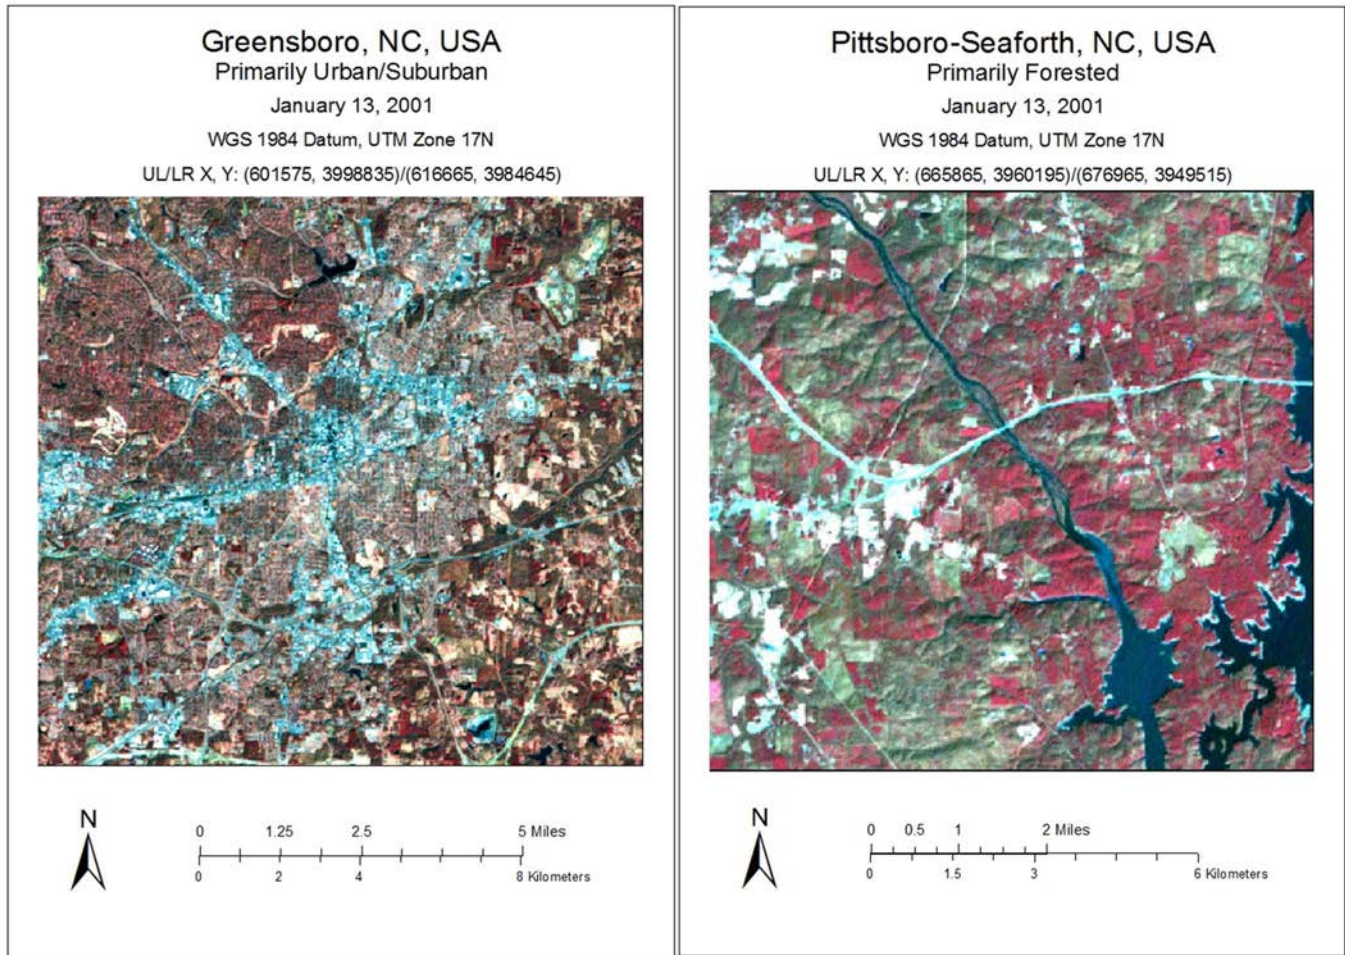 Greensboro, NC, USA
Primarily Urban/Suburban
January 13, 2001
WGS 1984 Datum, UTM Zone 17N
UL/LR X, Y: (601575, 3998835)/(616665, 3984645)
N
0 1.25 2.5 5 Miles
0 2 4 8 Kilometers
Pittsboro-Seaforth, NC, USA
Primarily Forested
January 13, 2001
WGS 1984 Datum, UTM Zone 17N
UL/LR X, Y: (665865, 3960195)/(676965, 3949515)
N
0 0.5 1 2 Miles
0 1.5 3 6 Kilometers